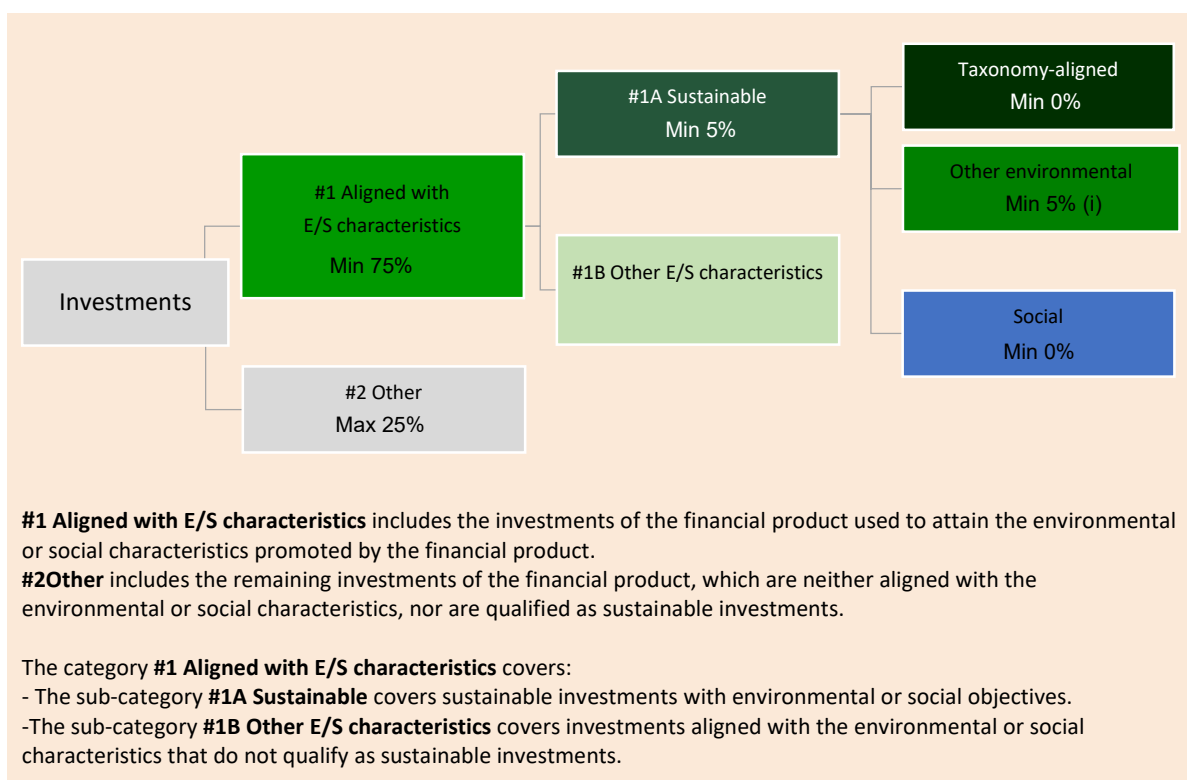 Investments
#1 Aligned with
E/S characteristics
Min 75%
#2 Other
Max 25%
#1A Sustainable
Min 5%
#1B Other E/S characteristics
Taxonomy-aligned
Min 0%
Other environmental
Min 5% (i)
Social
Min 0%
#1 Aligned with E/S characteristics includes the investments of the financial product used to attain the environmental
or social characteristics promoted by the financial product.
#2Other includes the remaining investments of the financial product, which are neither aligned with the
environmental or social characteristics, nor are qualified as sustainable investments.
The category #1 Aligned with E/S characteristics covers:
- The sub-category #1A Sustainable covers sustainable investments with environmental or social objectives.
-The sub-category #1B Other E/S characteristics covers investments aligned with the environmental or social
characteristics that do not qualify as sustainable investments.